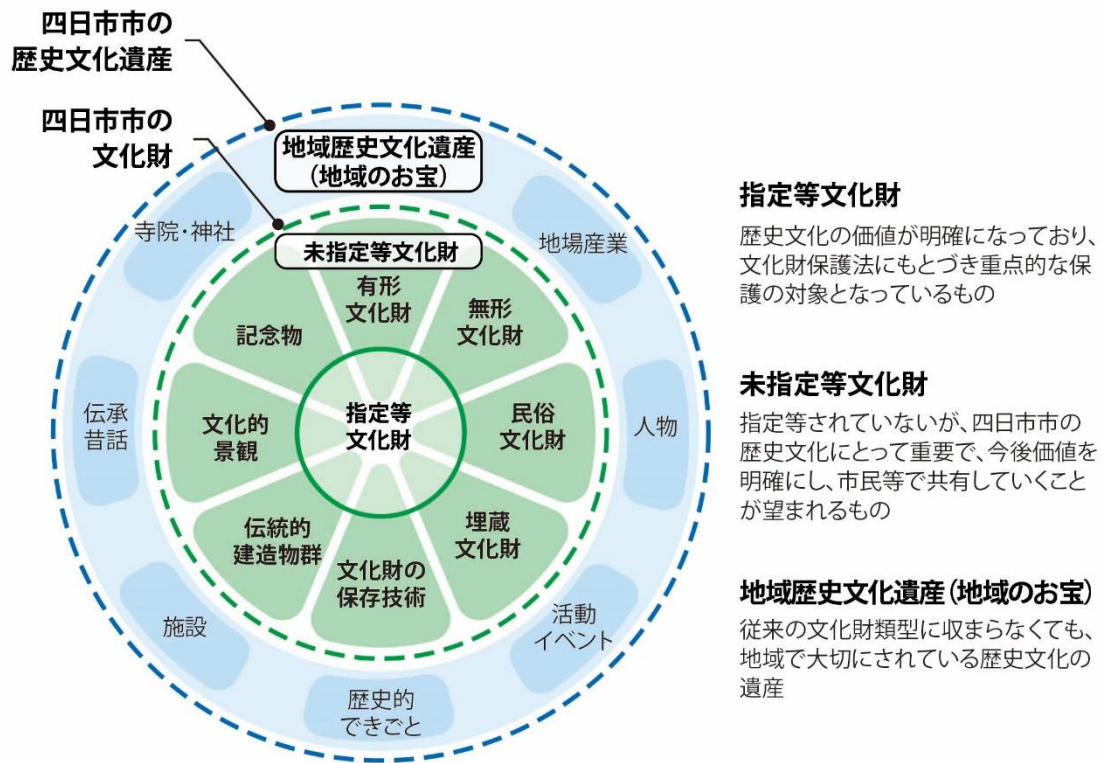 四日市市の
歴史文化遺産
四日市市の
文化財
地域歴史文化遺産
(地域のお宝)
寺院・神社
地場産業
未指定等文化財
有形
文化財
無形
文化財
記念物
伝承
昔話
文化的
景観
指定等
文化財
民俗
文化財
人物
伝統的
建造物群
文化財の
保存技術
埋蔵
文化財
施設
活動
イベント
歴史的
できごと
指定等文化財
歴史文化の価値が明確になっており、
文化財保護法にもとづき重点的な保
護の対象となっているもの
未指定等文化財
指定等されていないが、四日市市の
歴史文化にとって重要で、今後価値を
明確にし、市民等で共有していくこと
が望まれるもの
地域歴史文化遺産(地域のお宝)
従来の文化財類型に収まらなくても、
地域で大切にされている歴史文化の
遺産